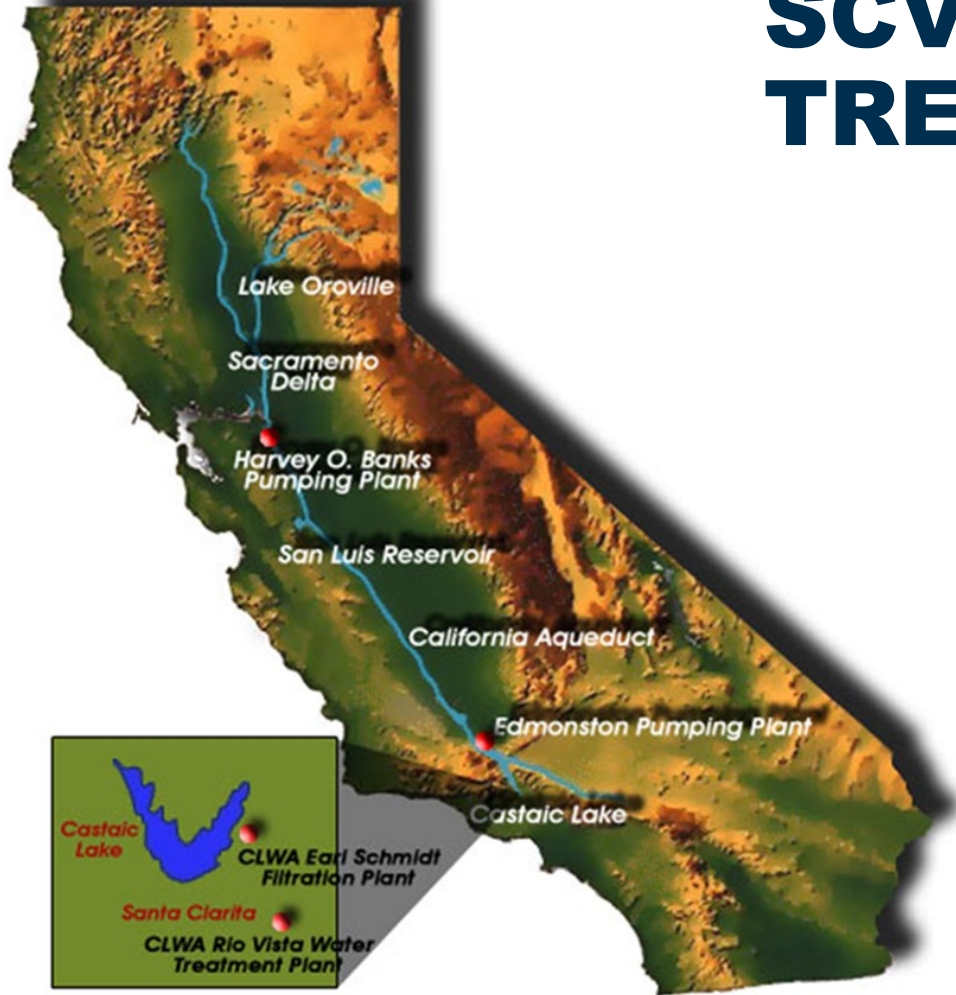 SCV
TRE
Lake Oroville
Sacramento
Delta
Harvey O. Banks
Pumping Plant
San Luis Reservoir
California Aqueduct
Edmonston Pumping Plant
Castaic Lake
Castaic
Lake
CLWA Earl Schmidt
Filtration Plant
Santa Clarita
CLWA Rio Vista Water
Treatment Plant